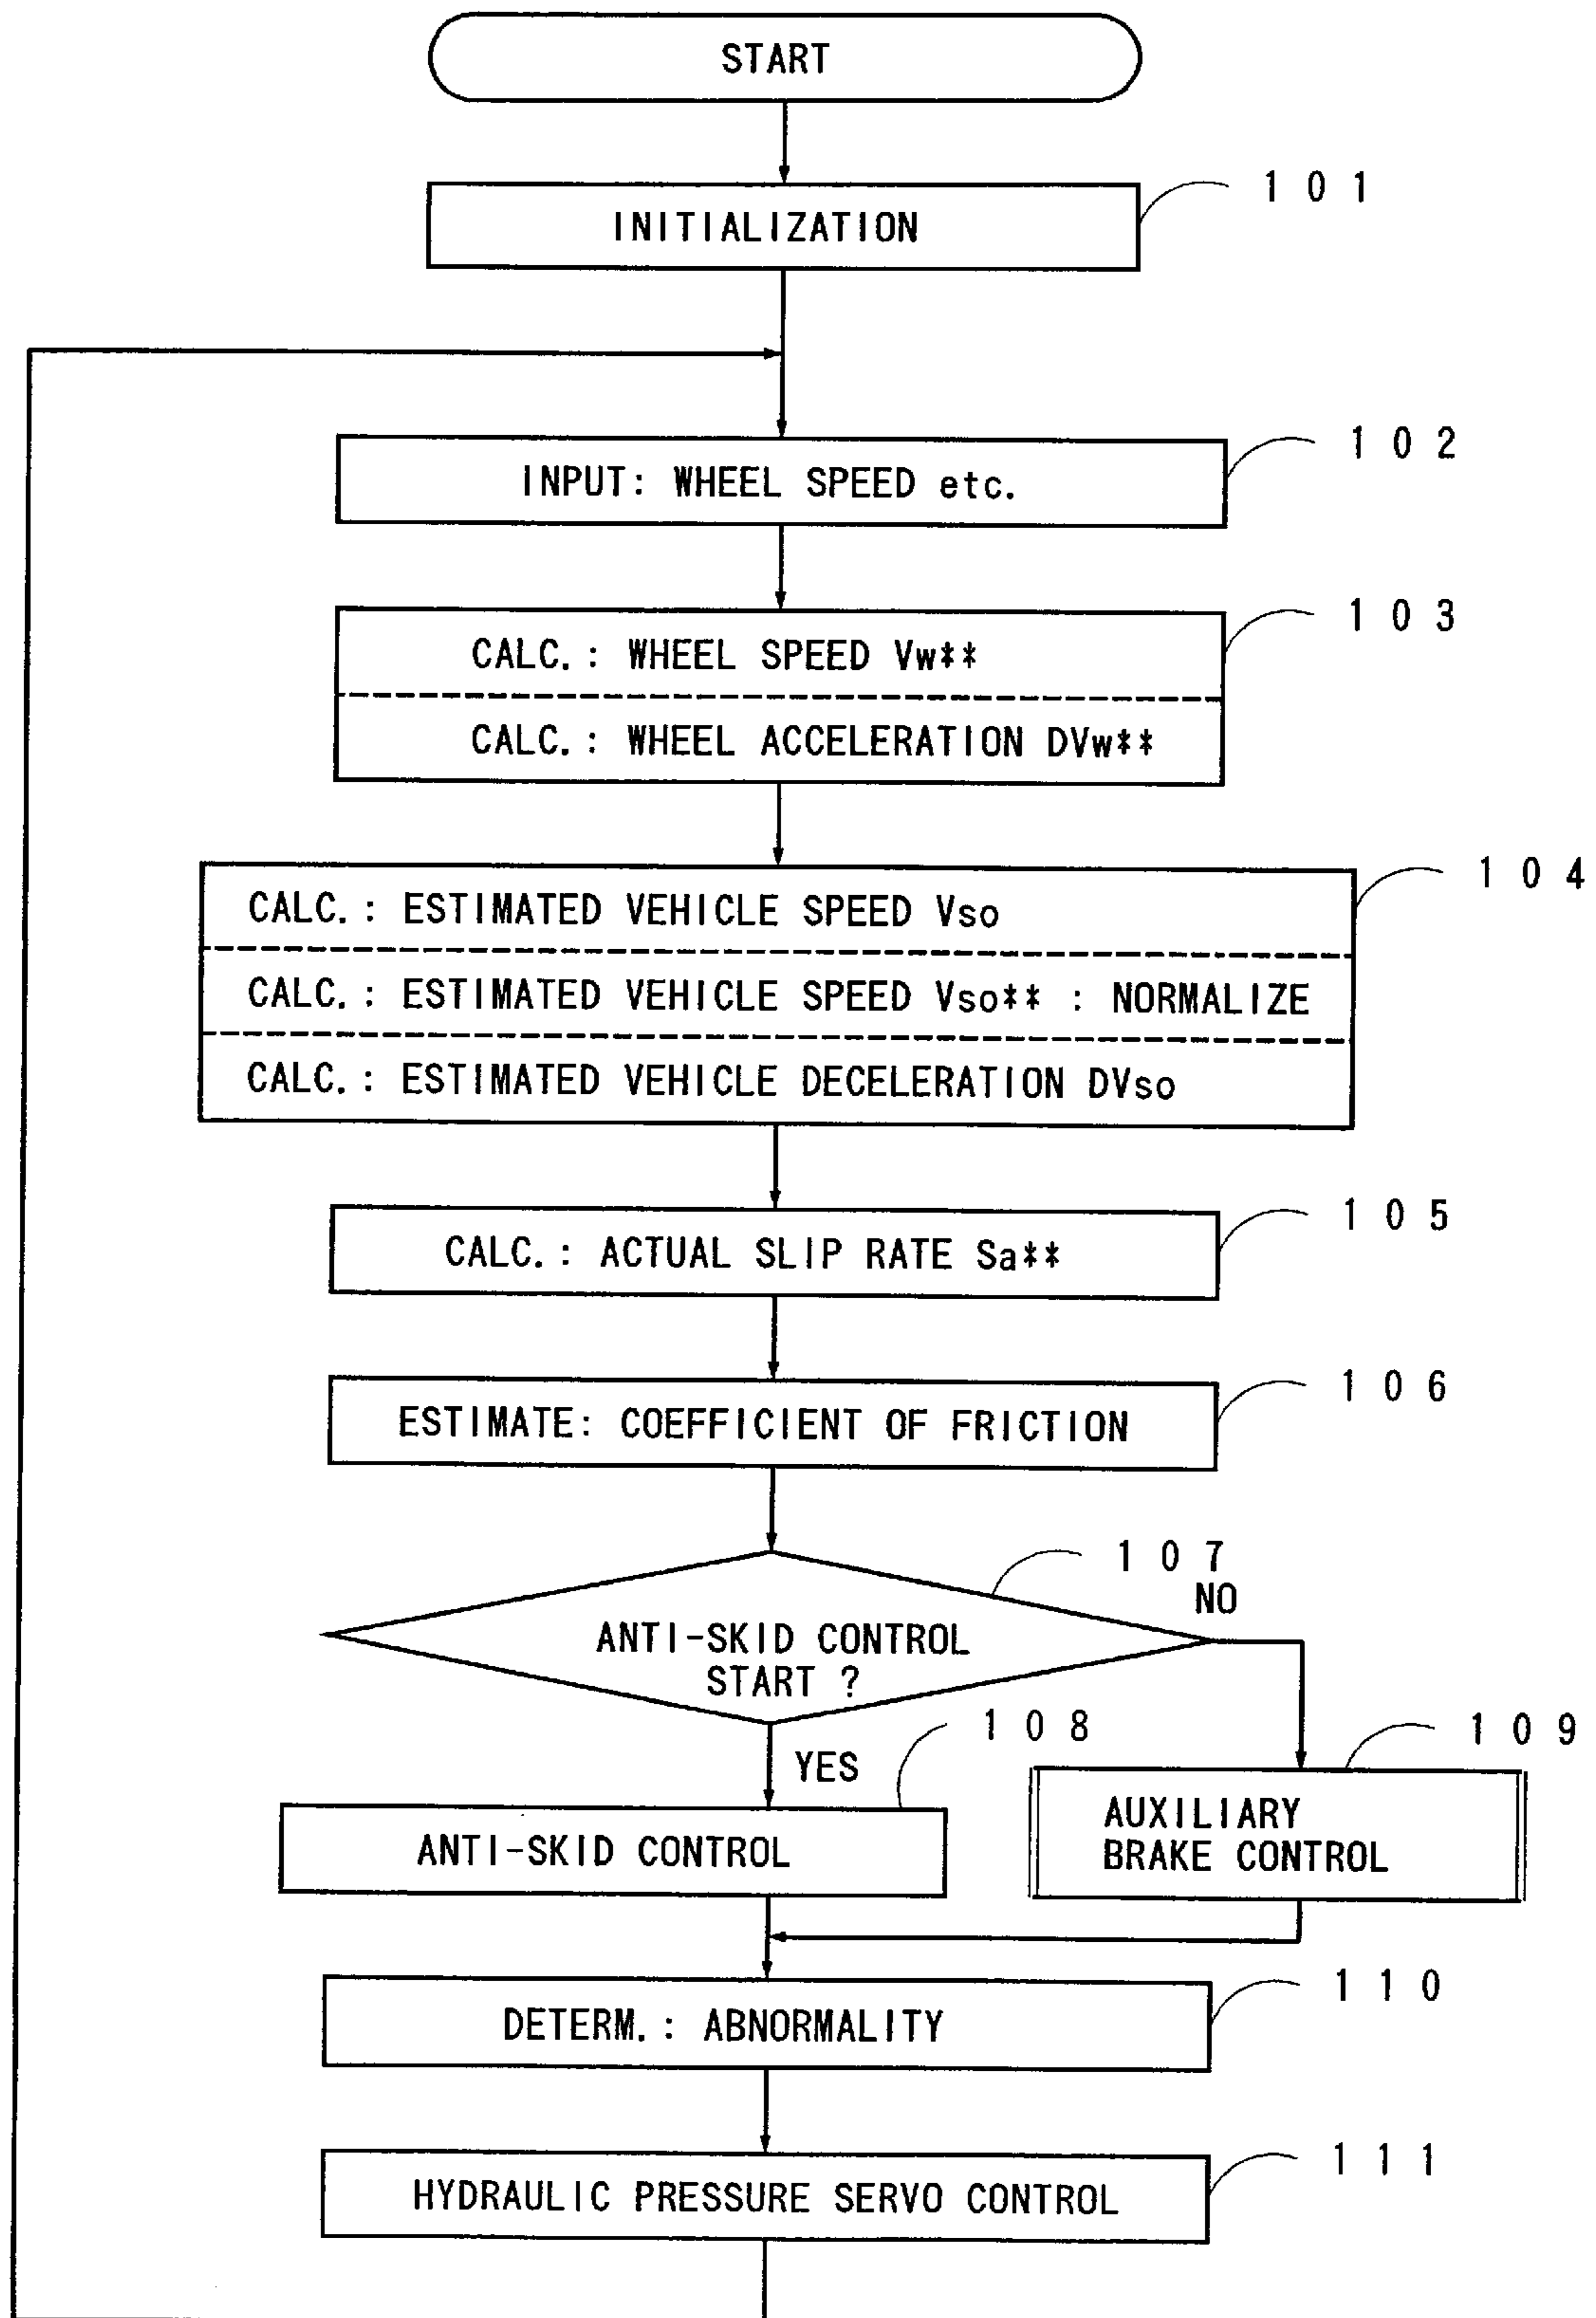 START
INITIALIZATION
101
INPUT: WHEEL SPEED etc.
102
CALC.: WHEEL SPEED Vw**
CALC.: WHEEL ACCELERATION DVw**
103
CALC.: ESTIMATED VEHICLE SPEED Vso
CALC.: ESTIMATED VEHICLE SPEED Vso** : NORMALIZE
CALC.: ESTIMATED VEHICLE DECELERATION DVso
104
CALC.: ACTUAL SLIP RATE Sa**
105
ESTIMATE: COEFFICIENT OF FRICTION
106
107
NO
ANTI-SKID CONTROL
START ?
YES
108
ANTI-SKID CONTROL
109
AUXILIARY
BRAKE CONTROL
110
DETERM.: ABNORMALITY
111
HYDRAULIC PRESSURE SERVO CONTROL